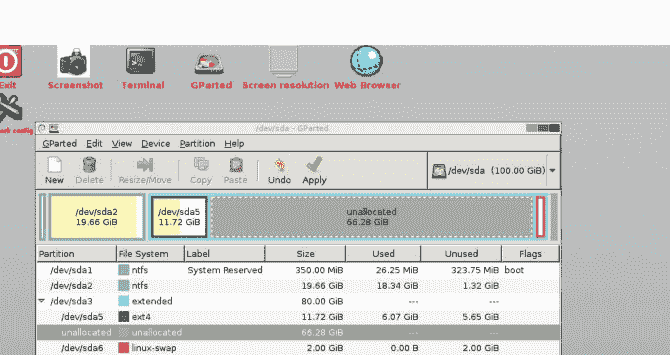 Exit Screenshot Terminal GParted Screen resolution Web Browser
/dev/sda - GParted
GParted Edit View Device Partition Help
New Delete Resize/Move Copy Paste Undo Apply /dev/sda (100.00 GiB)
/dev/sda2 /dev/sda5 unallocated
19.66 GiB 11.72 GiB 66.28 GiB
Partition File System Label Size Used Unused Flags
/dev/sda1 ntfs System Reserved 350.00 MiB 26.25 MiB 323.75 MiB boot
/dev/sda2 ntfs 19.66 GiB 18.34 GiB 1.32 GiB
/dev/sda3 extended 80.00 GiB --- ---
/dev/sda5 ext4 11.72 GiB 6.07 GiB 5.65 GiB
unallocated unallocated 66.28 GiB --- ---
/dev/sda6 linux-swap 2.00 GiB 0.00 B 2.00 GiB